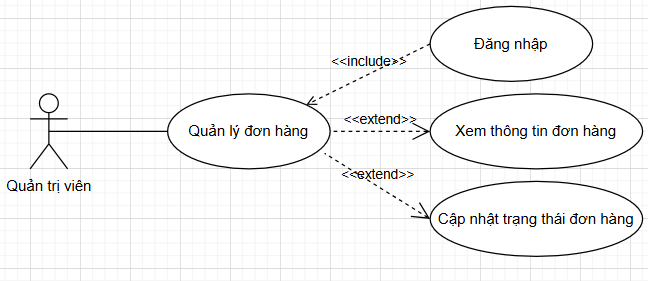 Đăng nhập
<<include>>
Quản lý đơn hàng
<<extend>>
Xem thông tin đơn hàng
<<extend>>
Quản trị viên
Cập nhật trạng thái đơn hàng